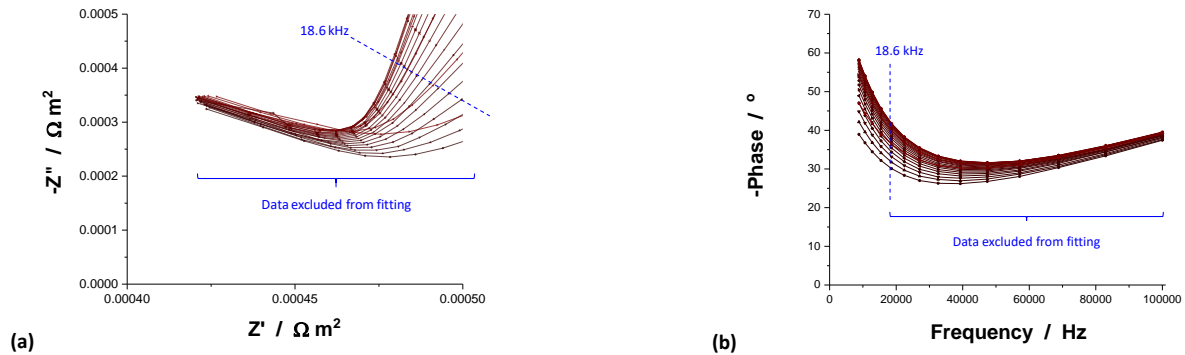 0.0005
0.0004
0.0003
0.0002
0.0001
0.0000
0.00040
0.00045
0.00050
-Z" / Ω m²
Z' / Ω m²
18.6 kHz
Data excluded from fitting
(a)
70
60
50
40
30
20
10
0
0
20000
40000
60000
80000
100000
-Phase / º
Frequency / Hz
18.6 kHz
Data excluded from fitting
(b)